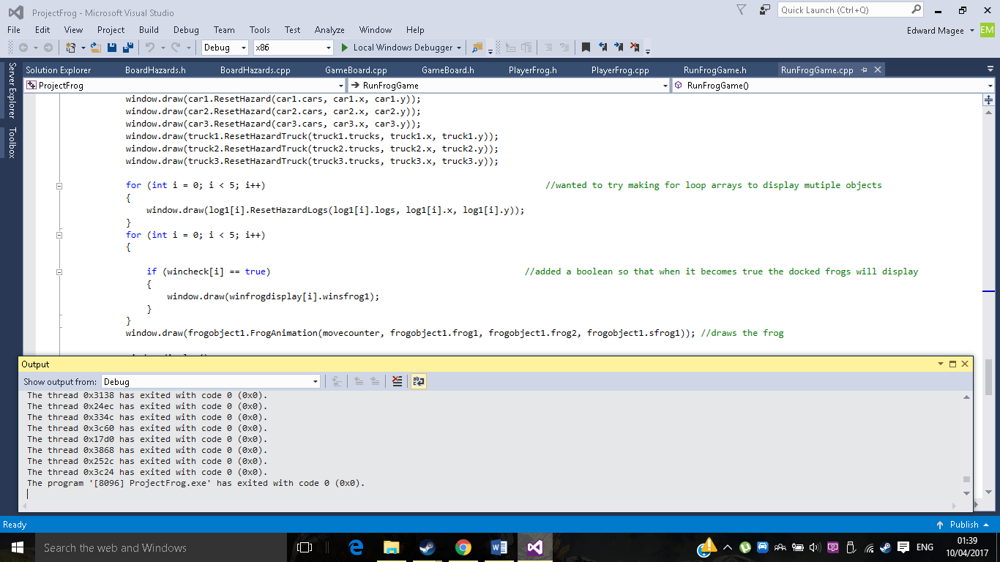 ProjectFrog - Microsoft Visual Studio
Quick Launch (Ctrl+Q)
File Edit View Project Build Debug Team Tools Test Analyze Window Help
Edward Magee EM
Debug x86 Local Windows Debugger
Server Explorer
Toolbox
Solution Explorer BoardHazards.h BoardHazards.cpp GameBoard.cpp GameBoard.h PlayerFrog.h PlayerFrog.cpp RunFrogGame.h RunFrogGame.cpp
ProjectFrog RunFrogGame RunFrogGame()
window.draw(car1.ResetHazard(car1.cars, car1.x, car1.y));
window.draw(car2.ResetHazard(car2.cars, car2.x, car2.y));
window.draw(car3.ResetHazard(car3.cars, car3.x, car3.y));
window.draw(truck1.ResetHazardTruck(truck1.trucks, truck1.x, truck1.y));
window.draw(truck2.ResetHazardTruck(truck2.trucks, truck2.x, truck2.y));
window.draw(truck3.ResetHazardTruck(truck3.trucks, truck3.x, truck3.y));
for (int i = 0; i < 5; i++) //wanted to try making for loop arrays to display mutiple objects
{
window.draw(log1[i].ResetHazardLogs(log1[i].logs, log1[i].x, log1[i].y));
}
for (int i = 0; i < 5; i++)
{
if (wincheck[i] == true) //added a boolean so that when it becomes true the docked frogs will display
{
window.draw(winfrogdisplay[i].winsfrog1);
}
}
window.draw(frogobject1.FrogAnimation(movecounter, frogobject1.frog1, frogobject1.frog2, frogobject1.sfrog1)); //draws the frog
Output
Show output from: Debug
The thread 0x3138 has exited with code 0 (0x0).
The thread 0x24ec has exited with code 0 (0x0).
The thread 0x334c has exited with code 0 (0x0).
The thread 0x3c60 has exited with code 0 (0x0).
The thread 0x17d0 has exited with code 0 (0x0).
The thread 0x3868 has exited with code 0 (0x0).
The thread 0x252c has exited with code 0 (0x0).
The thread 0x3c24 has exited with code 0 (0x0).
The program '[8096] ProjectFrog.exe' has exited with code 0 (0x0).
Ready
Publish
Search the web and Windows
ENG
01:39
10/04/2017